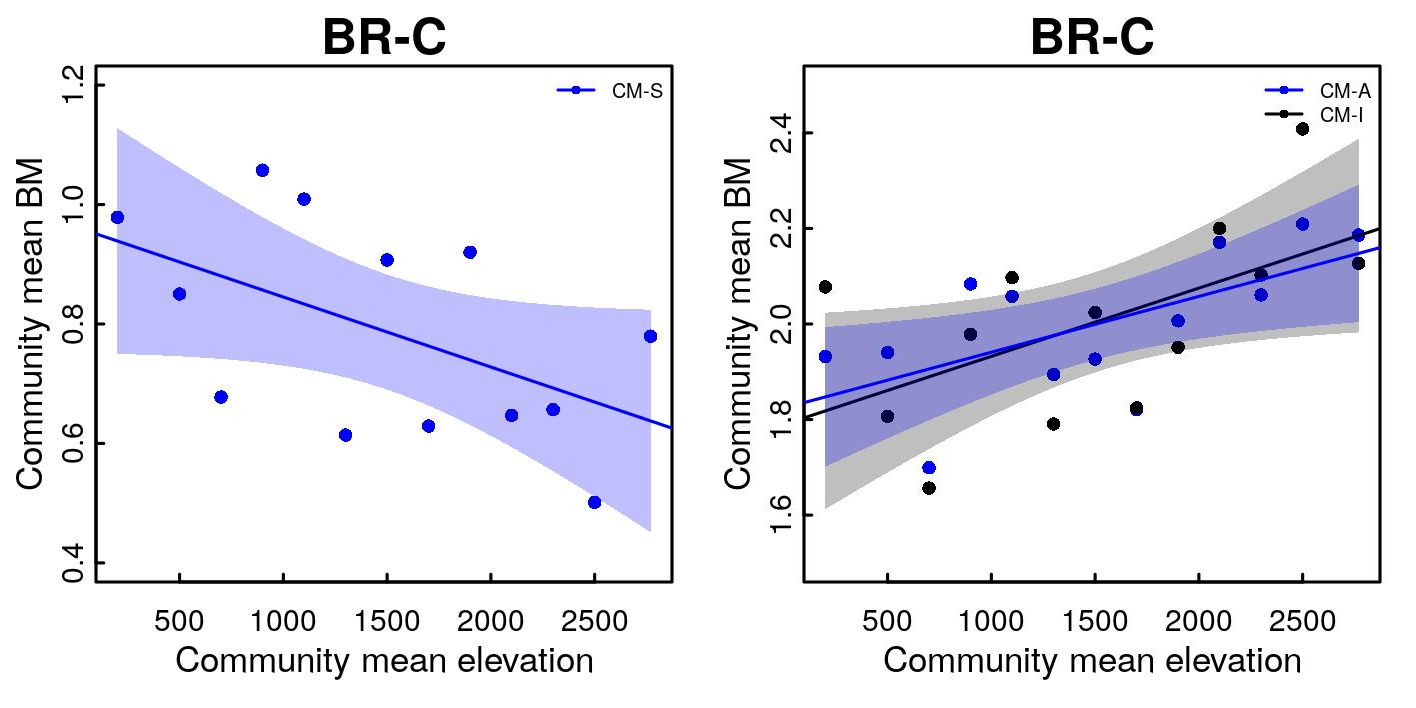 BR-C
CM-S
Community mean BM
1.2
1.0
0.8
0.6
0.4
500 1000 1500 2000 2500
Community mean elevation
BR-C
CM-A
CM-I
Community mean BM
2.4
2.2
2.0
1.8
1.6
500 1000 1500 2000 2500
Community mean elevation